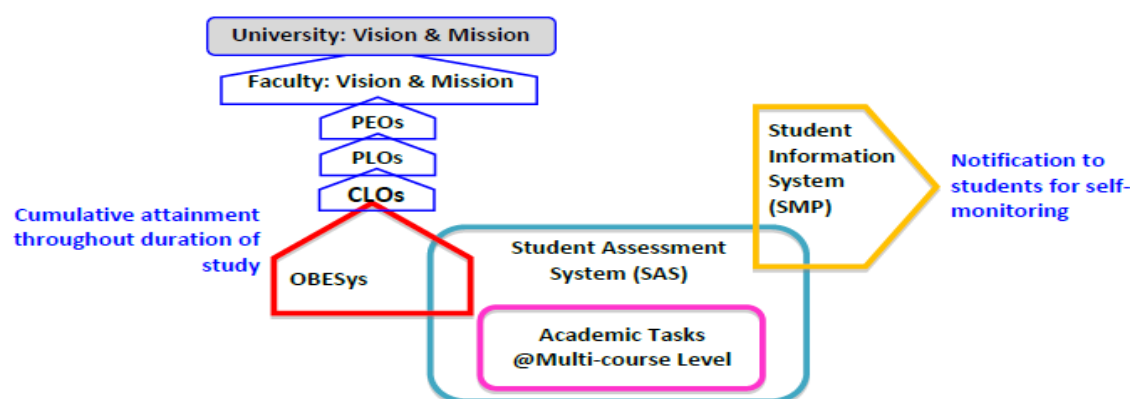 University: Vision & Mission
Faculty: Vision & Mission
PEOs
PLOs
CLOs
Cumulative attainment
throughout duration of
study
OBESys
Student Assessment
System (SAS)
Academic Tasks
@Multi-course Level
Student
Information
System
(SMP)
Notification to
students for self-
monitoring